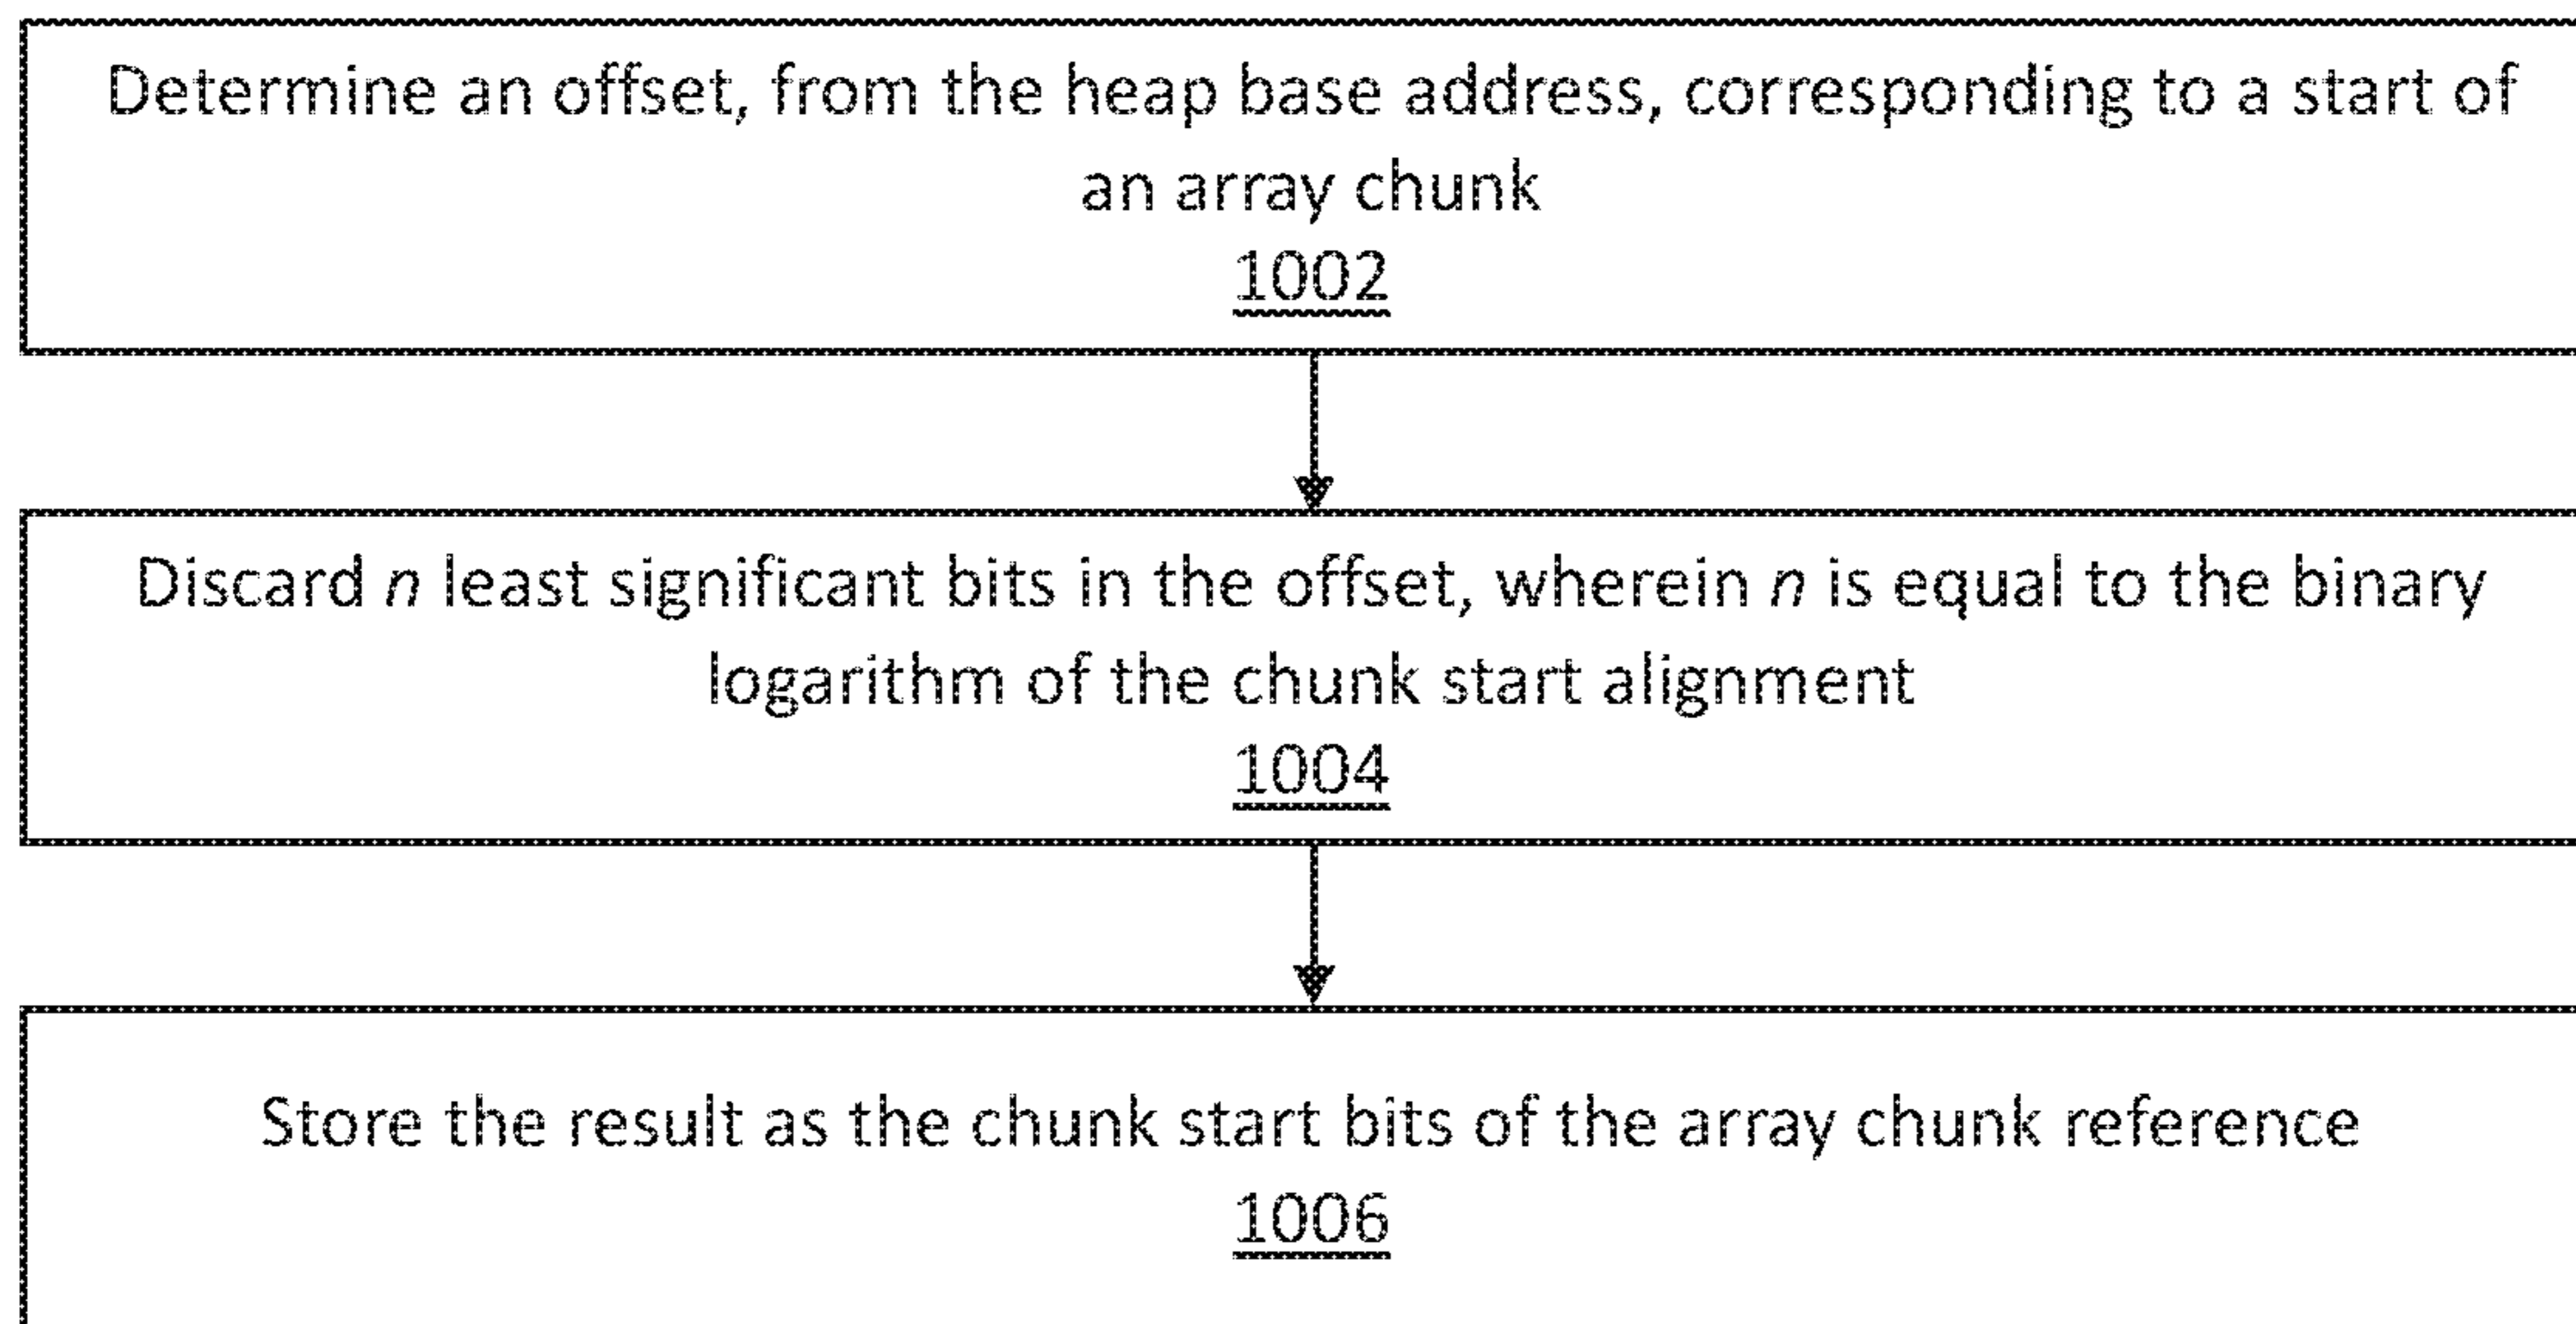 Determine an offset, from the heap base address, corresponding to a start of
an array chunk
1002
Discard n least significant bits in the offset, wherein n is equal to the binary
logarithm of the chunk start alignment
1004
Store the result as the chunk start bits of the array chunk reference
1006